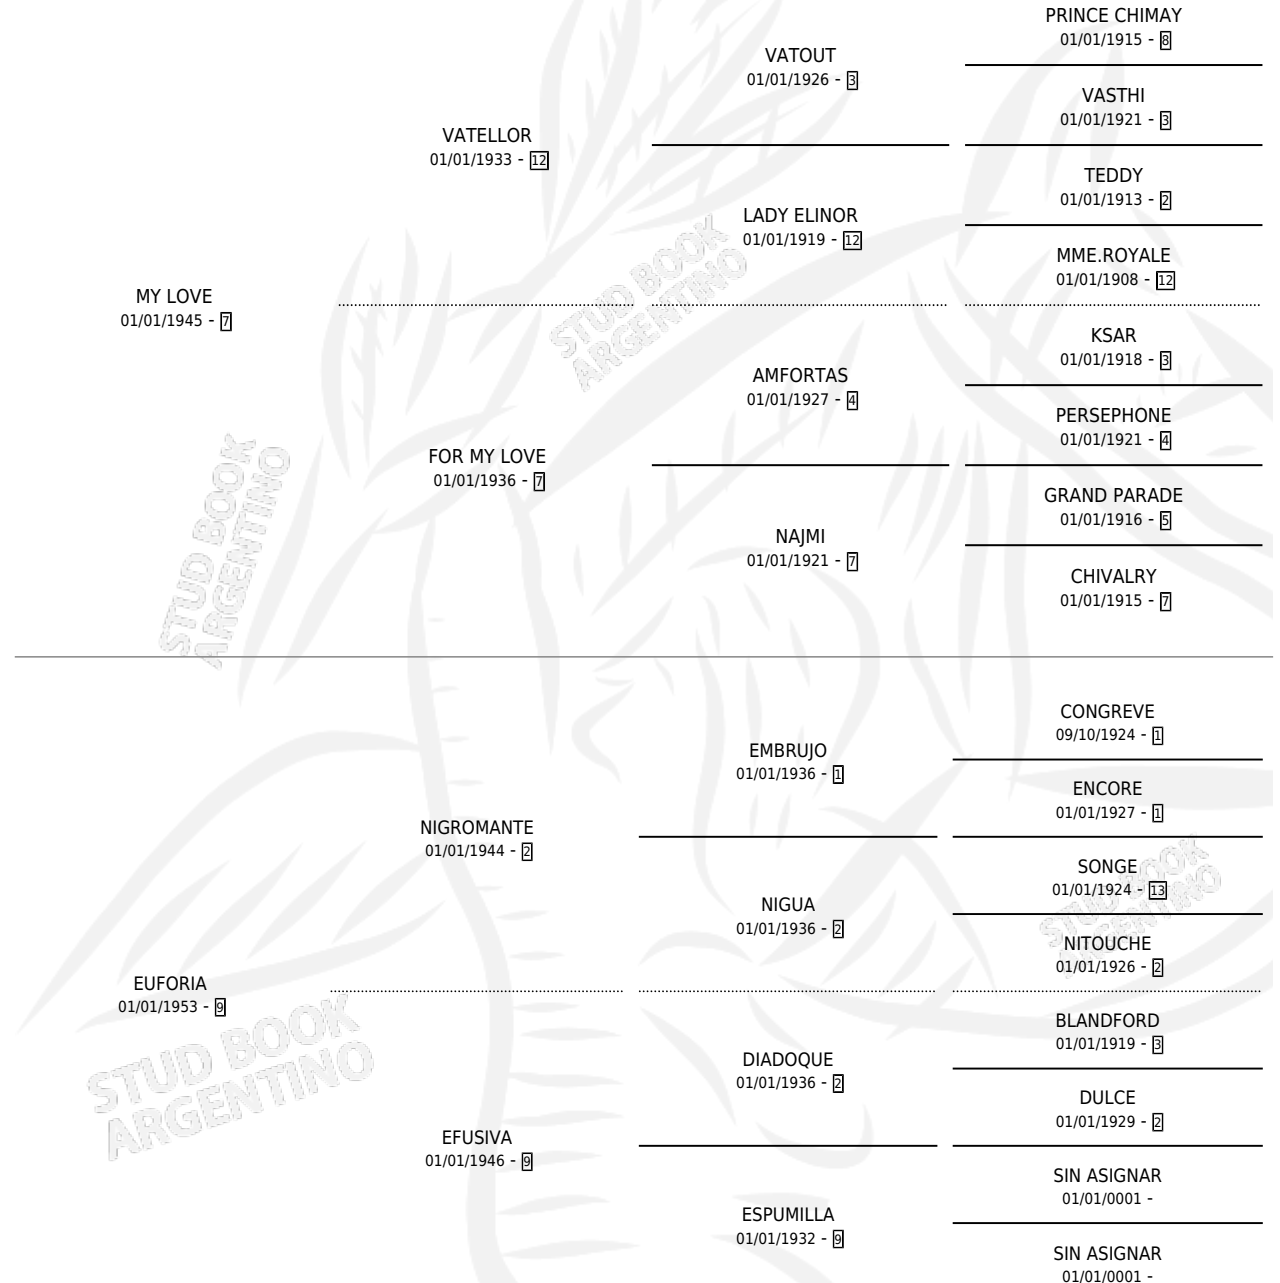 PRINCE CHIMAY
01/01/1915 - 8
VATOUT
01/01/1926 - 3
VASTHI
01/01/1921 - 3
VATELLOR
01/01/1933 - 12
TEDDY
01/01/1913 - 2
LADY ELINOR
01/01/1919 - 12
MME.ROYALE
01/01/1908 - 12
MY LOVE
01/01/1945 - 7
KSAR
01/01/1918 - 3
AMFORTAS
01/01/1927 - 4
PERSEPHONE
01/01/1921 - 4
FOR MY LOVE
01/01/1936 - 7
GRAND PARADE
01/01/1916 - 5
NAJMI
01/01/1921 - 7
CHIVALRY
01/01/1915 - 7
CONGREVE
09/10/1924 - 1
EMBRUJO
01/01/1936 - 1
ENCORE
01/01/1927 - 1
NIGROMANTE
01/01/1944 - 2
SONGE
01/01/1924 - 13
NIGUA
01/01/1936 - 2
NITOUCHE
01/01/1926 - 2
EUFORIA
01/01/1953 - 9
BLANDFORD
01/01/1919 - 3
DIADOQUE
01/01/1936 - 2
DULCE
01/01/1929 - 2
EFUSIVA
01/01/1946 - 9
SIN ASIGNAR
01/01/0001 -
ESPUMILLA
01/01/1932 - 9
SIN ASIGNAR
01/01/0001 -
STUD BOOK
ARGENTINO
STUD BOOK
ARGENTINO
STUD BOOK
ARGENTINO
STUD BOOK
ARGENTINO